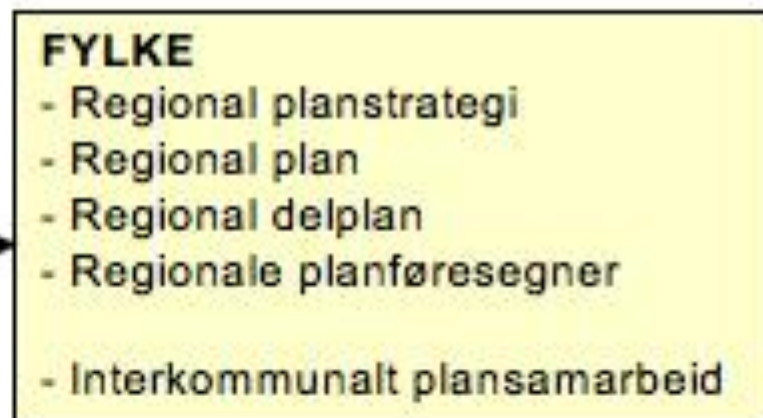 FYLKE
- Regional planstrategi
- Regional plan
- Regional delplan
- Regionale planføresegner
- Interkommunalt plansamarbeid